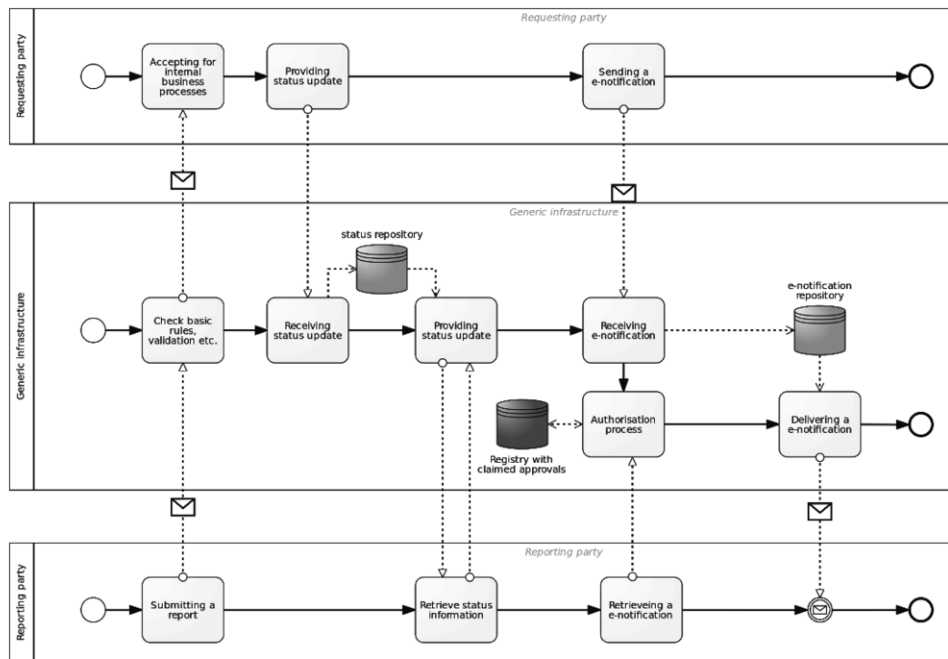 Requesting party
Requesting party
Accepting for
internal
business
processes
Providing
status update
Sending a
e-notification
Generic infrastructure
Generic infrastructure
status repository
e-notification
repository
Check basic
rules,
validation etc.
Receiving
status update
Providing
status update
Receiving
e-notification
Registry with
claimed approvals
Authorisation
process
Delivering a
e-notification
Reporting party
Reporting party
Submitting a
report
Retrieve status
information
Retrieveing a
e-notification